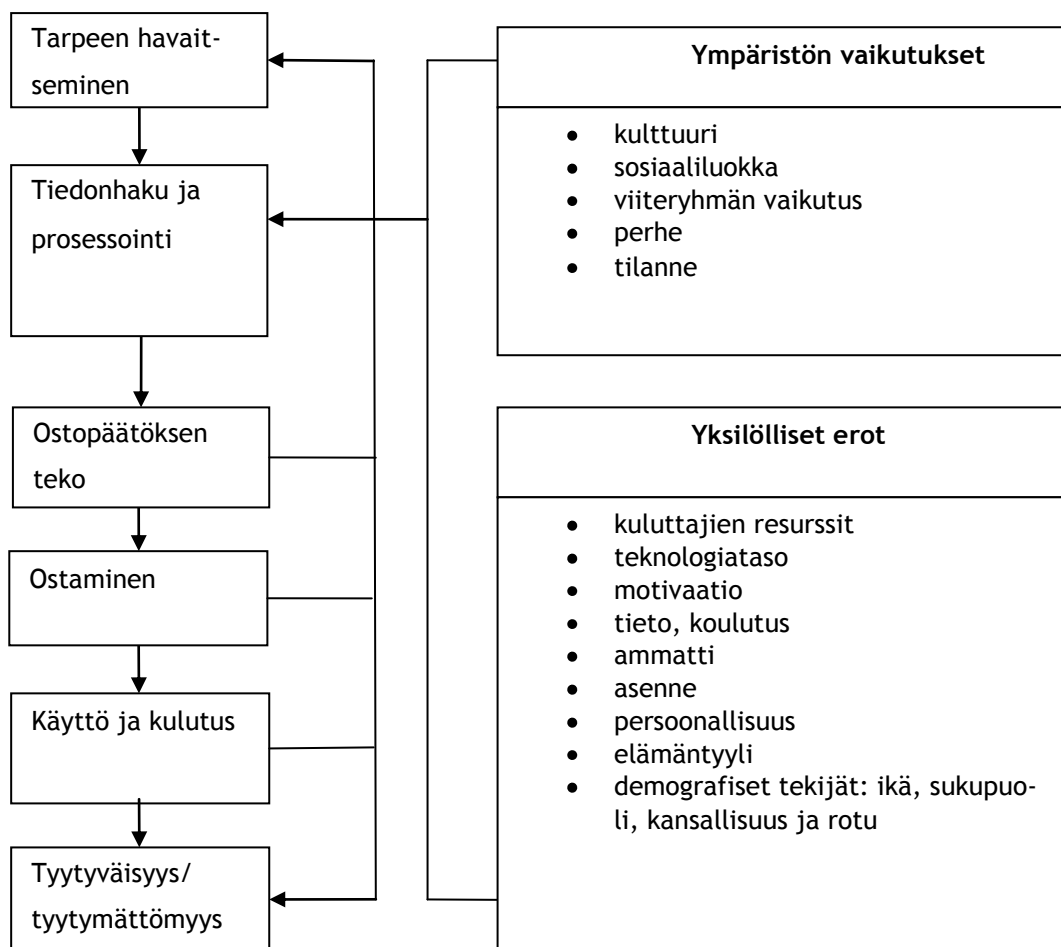 Tarpeen havait-
seminen
Tiedonhaku ja
prosessointi
Ostopäätöksen
teko
Ostaminen
Käyttö ja kulutus
Tyytyväisyys/
tyytymättömyys
Ympäristön vaikutukset
• kulttuuri
• sosiaaliluokka
• viiteryhmän vaikutus
• perhe
• tilanne
Yksilölliset erot
• kuluttajien resurssit
• teknologiataso
• motivaatio
• tieto, koulutus
• ammatti
• asenne
• persoonallisuus
• elämäntyyli
• demografiset tekijät: ikä, sukupuo-
li, kansallisuus ja rotu